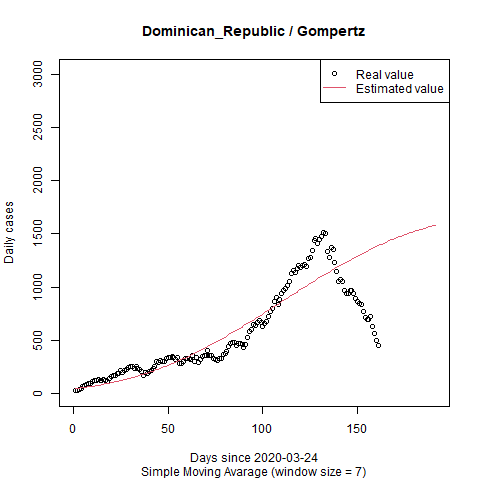 Dominican_Republic / Gompertz
Real value
Estimated value
3000
2500
2000
1500
1000
500
0
Daily cases
0 50 100 150
Days since 2020-03-24
Simple Moving Avarage (window size = 7)